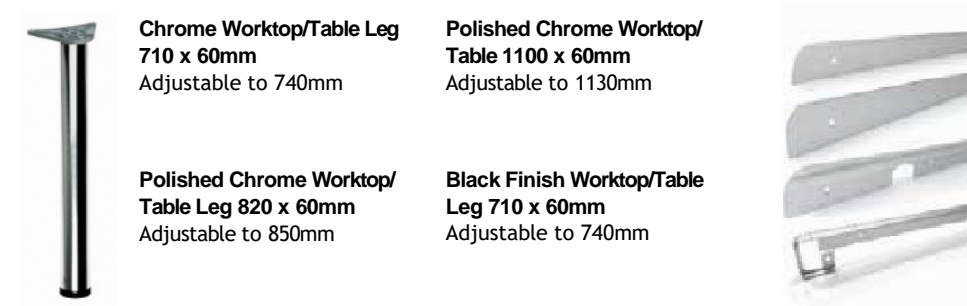 Chrome Worktop/Table Leg
710 x 60mm
Adjustable to 740mm
Polished Chrome Worktop/
Table Leg 820 x 60mm
Adjustable to 850mm
Polished Chrome Worktop/
Table 1100 x 60mm
Adjustable to 1130mm
Black Finish Worktop/Table
Leg 710 x 60mm
Adjustable to 740mm